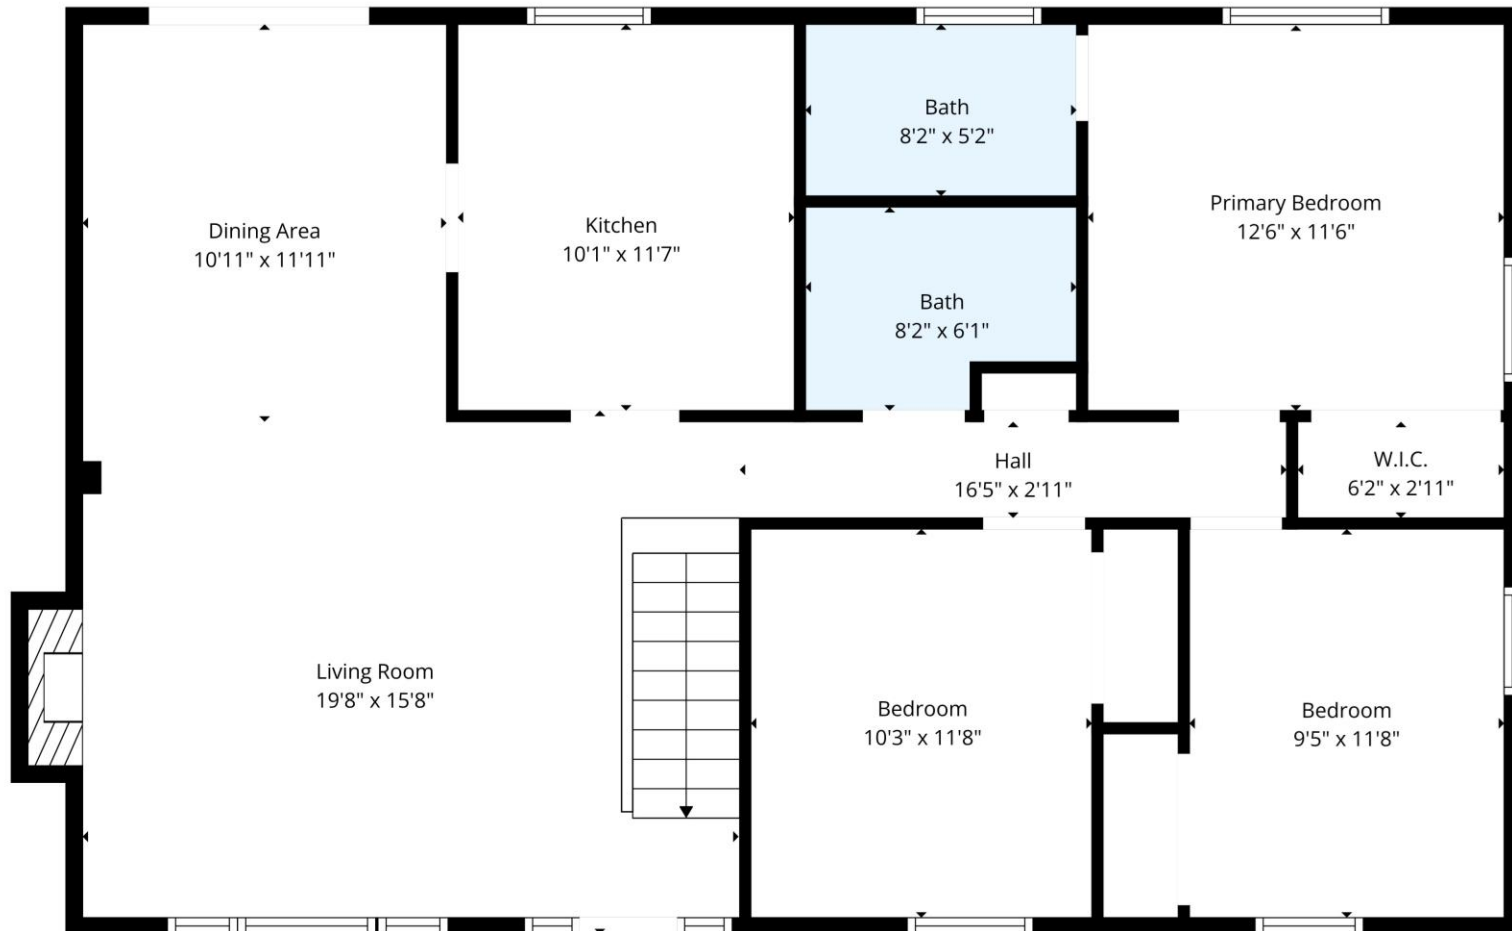 Bath
8'2" x 5'2"
Primary Bedroom
12'6" x 11'6"
Kitchen
10'1" x 11'7"
Dining Area
10'11" x 11'11"
Bath
8'2" x 6'1"
Hall
16'5" x 2'11"
W.I.C.
6'2" x 2'11"
Living Room
19'8" x 15'8"
Bedroom
10'3" x 11'8"
Bedroom
9'5" x 11'8"